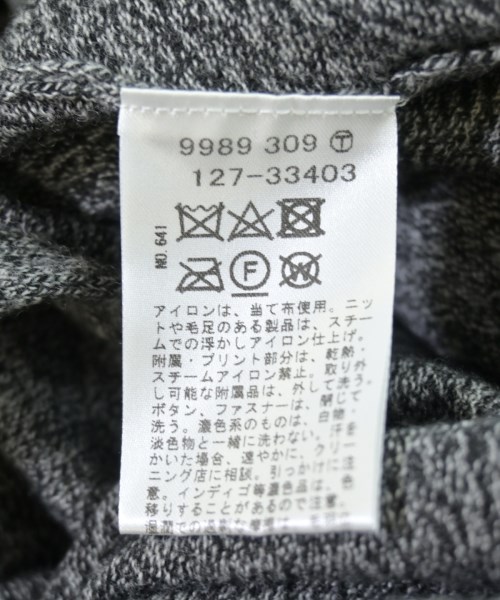 9989 309 Ⓣ
127-33403
NO.641
F
W
アイロンは、当て布使用。ニッ
トや毛足のある製品は、スチー
ムでの浮かしアイロン仕上げ。
附属・プリント部分は、乾熱・
スチームアイロン禁止。取り外
し可能な附属品は、外して洗う。
ボタン、ファスナーは、閉じて
洗う。濃色系のものは、白物・
淡色物と一緒に洗わない。汗を
かいた場合、速やかに、クリー
ニング店に相談。引っかけに注
意。インディゴ等濃色品は、色
移りすることがあるので注意。
湿潤での